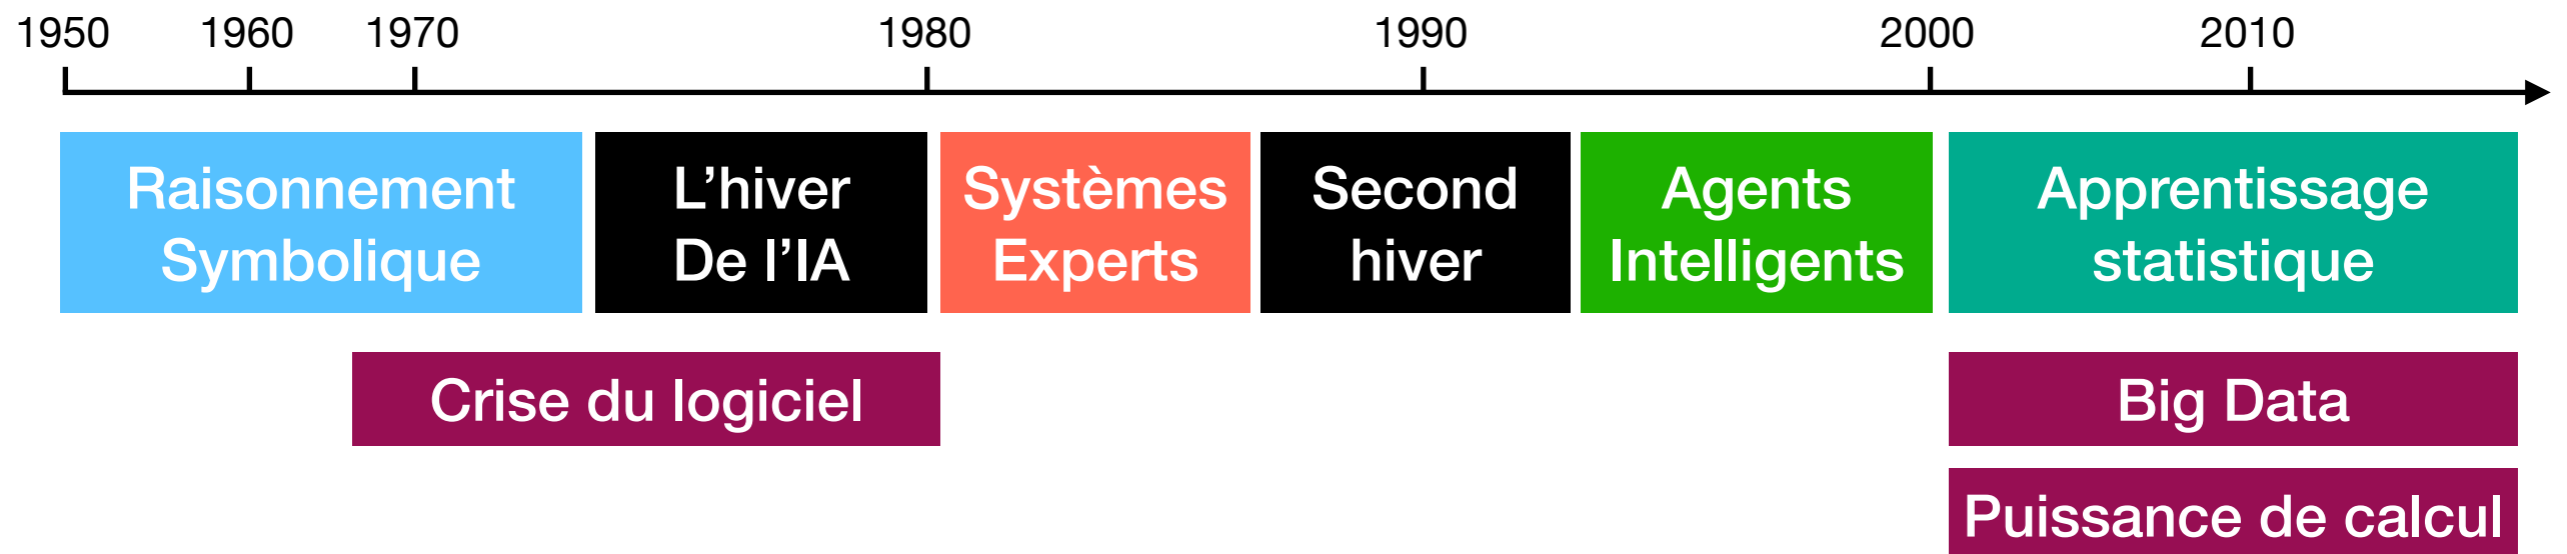 1950 1960 1970 1980 1990 2000 2010
Raisonnement
Symbolique
L’hiver
De l’IA
Systèmes
Experts
Second
hiver
Agents
Intelligents
Apprentissage
statistique
Crise du logiciel
Big Data
Puissance de calcul